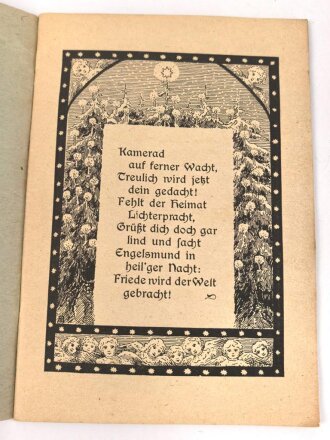 Kamerad
auf ferner Wacht,
Treulich wird jetzt
dein gedacht!
Fehlt der Heimat
Lichterpracht,
Grüßt dich doch gar
lind und sacht
Engelsmund in
heil'ger Nacht:
Friede wird der Welt
gebracht!